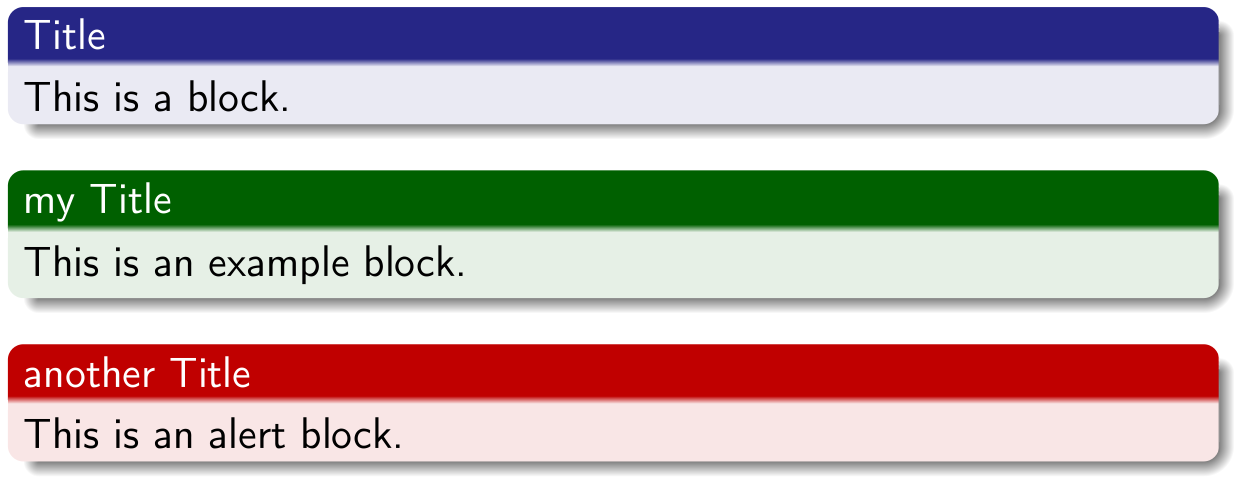 Title
This is a block.
my Title
This is an example block.
another Title
This is an alert block.